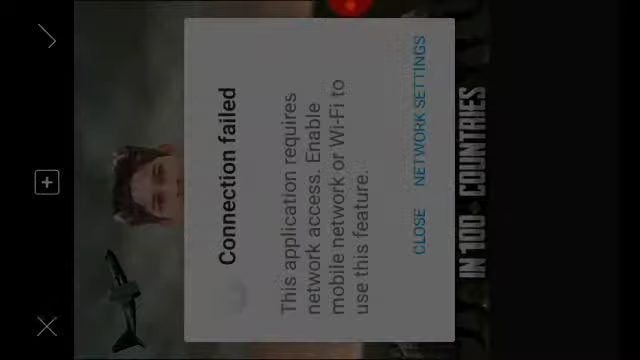 Connection failed
This application requires
network access. Enable
mobile network or Wi-Fi to
use this feature.
CLOSE NETWORK SETTINGS
IN 100+ COUNTRIES